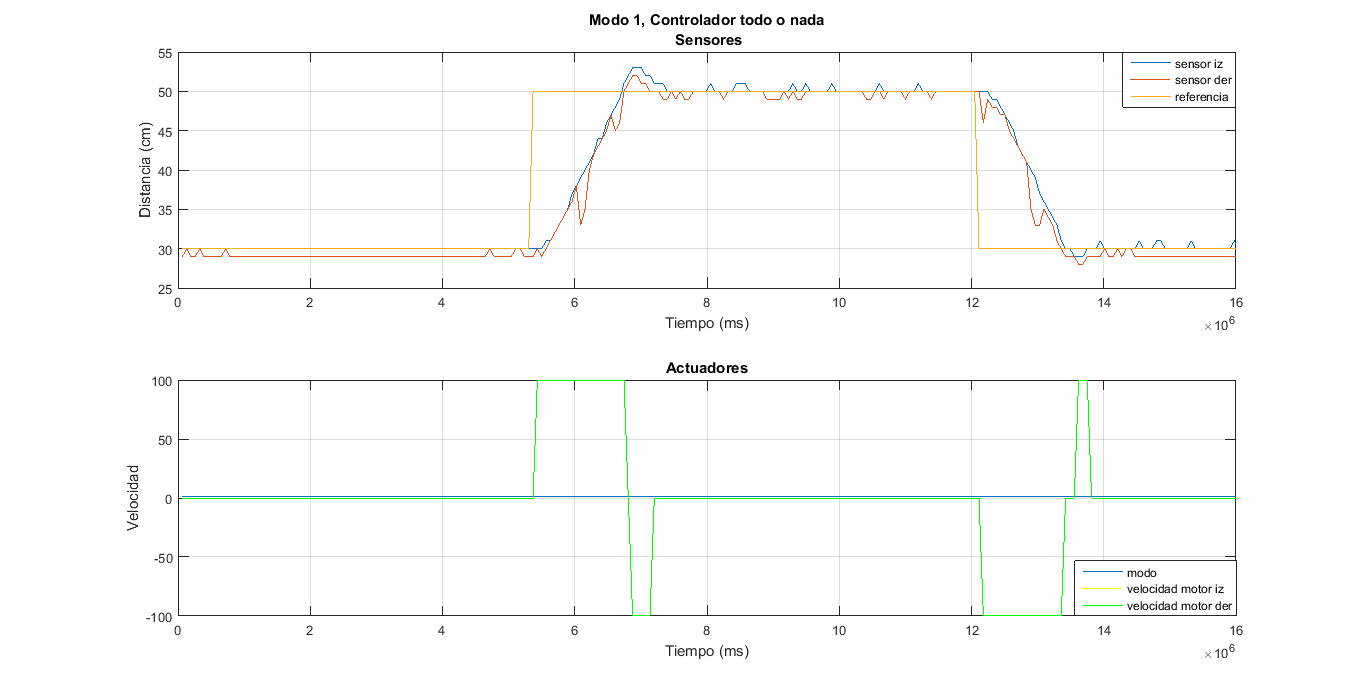 Modo 1, Controlador todo o nada
Sensores
55
50
45
40
35
30
25
Distancia (cm)
sensor iz
sensor der
referencia
0 2 4 6 8 10 12 14 16
Tiempo (ms)
×10^6
Actuadores
100
50
0
-50
-100
Velocidad
modo
velocidad motor iz
velocidad motor der
0 2 4 6 8 10 12 14 16
Tiempo (ms)
×10^6